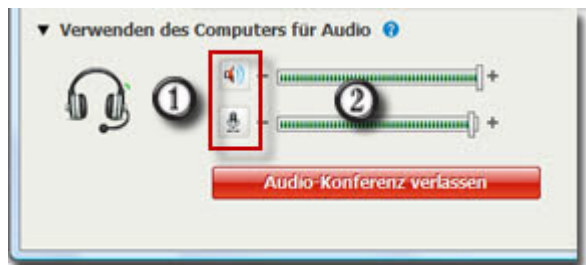 ▼ Verwenden des Computers für Audio ?
1 - 2 +
- +
Audio-Konferenz verlassen